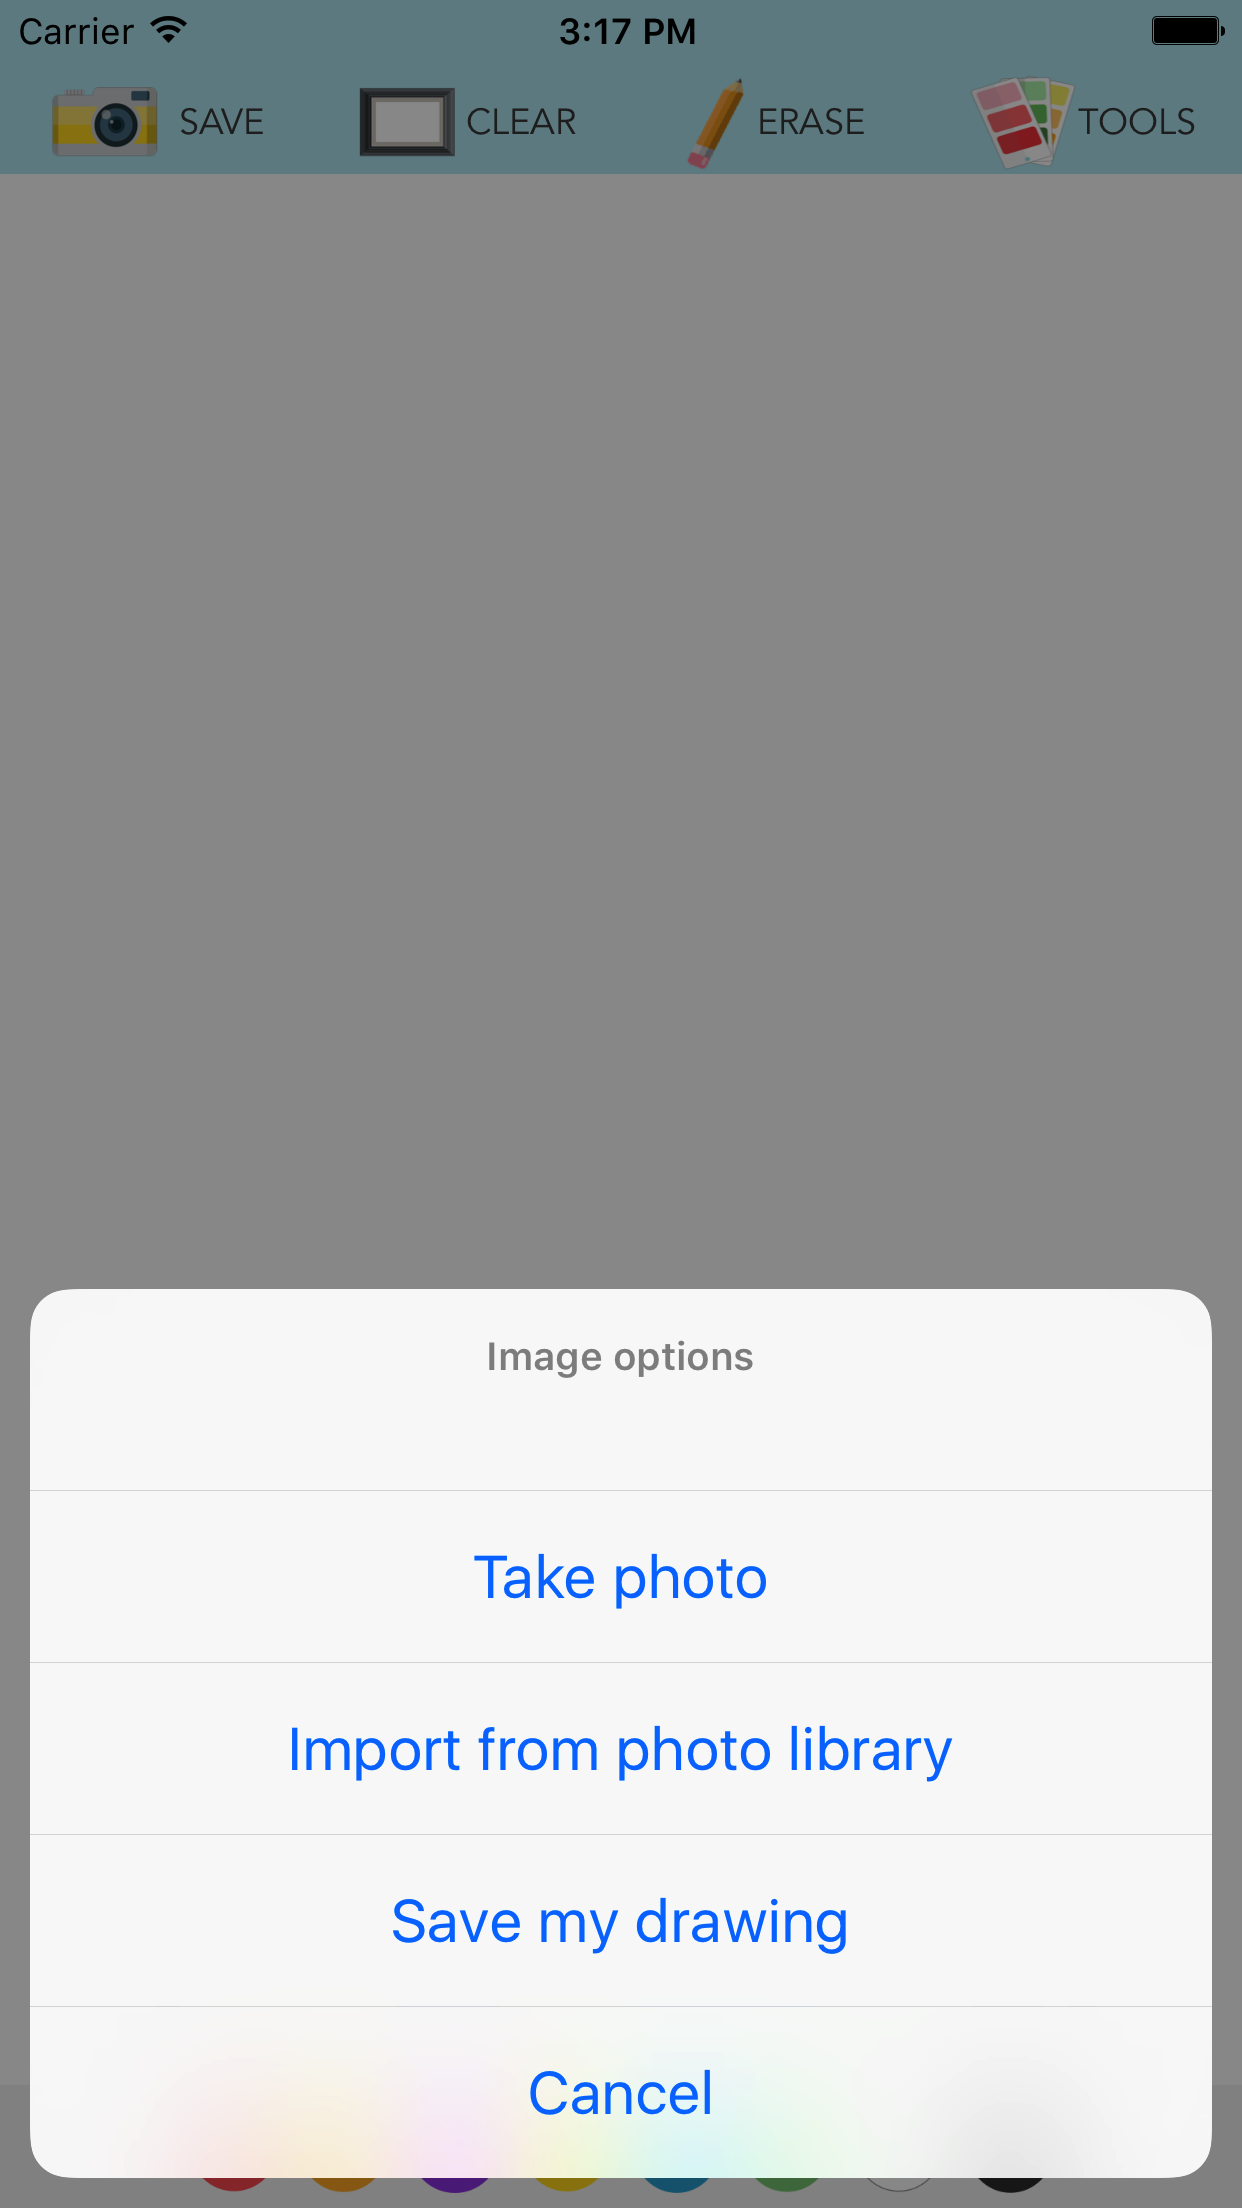 Carrier 3:17 PM
SAVE CLEAR ERASE TOOLS
Image options
Take photo
Import from photo library
Save my drawing
Cancel